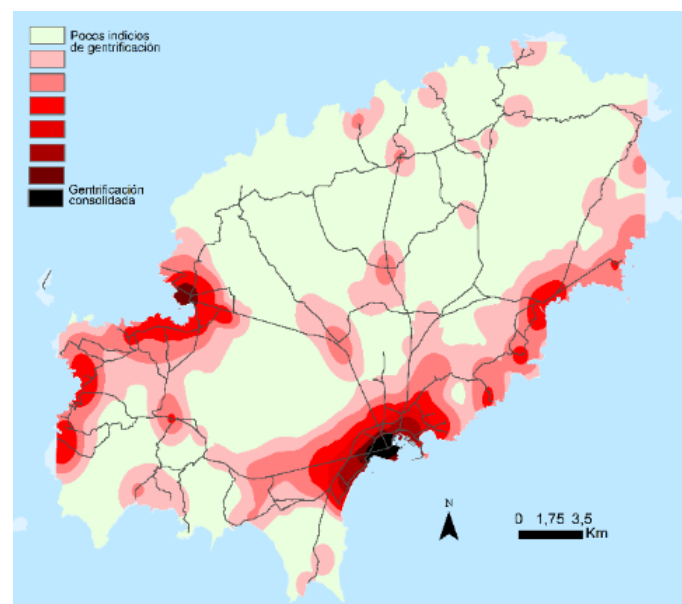 Pocos indicios
de gentrificación
Gentrificación
consolidada
N
0 1,75 3,5
Km